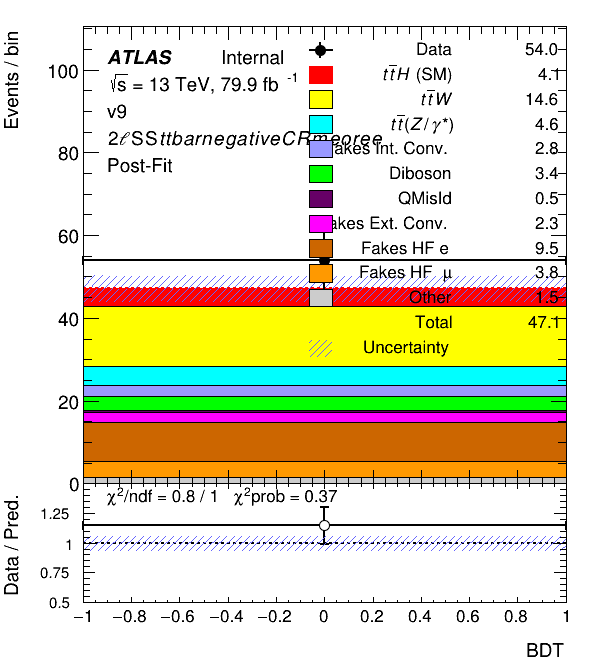 Events / bin
ATLAS Internal
√s = 13 TeV, 79.9 fb -1
v9
2ℓSSttbarnegativeCRmeoree
Post-Fit
Data 54.0
tt̄H (SM) 4.1
tt̄W 14.6
tt̄(Z/γ*) 4.6
Fakes Int. Conv. 2.8
Diboson 3.4
QMisId 0.5
Fakes Ext. Conv. 2.3
Fakes HF e 9.5
Fakes HF μ 3.8
Other 1.5
Total 47.1
Uncertainty
100
80
60
40
20
0
χ²/ndf = 0.8 / 1 χ²prob = 0.37
Data / Pred.
1.25
1
0.75
0.5
−1 −0.8 −0.6 −0.4 −0.2 0 0.2 0.4 0.6 0.8 1
BDT